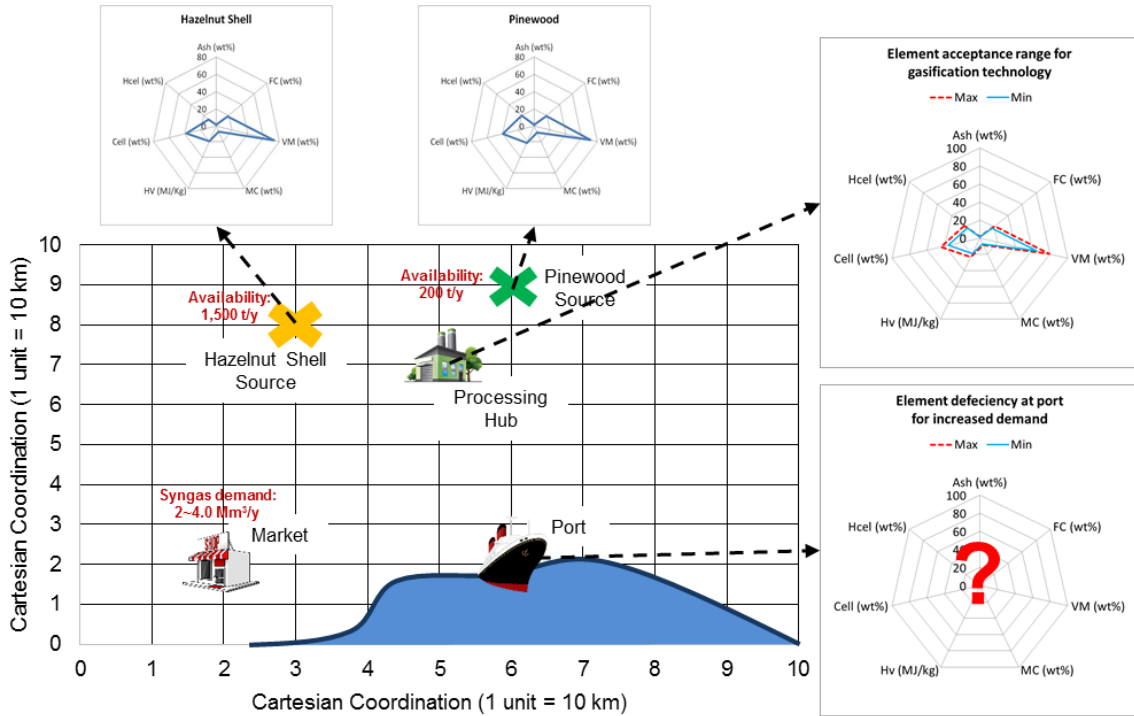 Hazelnut Shell
Ash (wt%)
80
60
40
20
0
FC (wt%)
VM (wt%)
MC (wt%)
HV (MJ/Kg)
Cell (wt%)
Hcel (wt%)
Pinewood
Ash (wt%)
80
60
40
20
0
FC (wt%)
VM (wt%)
MC (wt%)
HV (MJ/Kg)
Cell (wt%)
Hcel (wt%)
Element acceptance range for
gasification technology
Max
Min
Ash (wt%)
100
80
60
40
20
0
FC (wt%)
VM (wt%)
MC (wt%)
Hv (MJ/kg)
Cell (wt%)
Hcel (wt%)
Cartesian Coordination (1 unit = 10 km)
10
9
8
7
6
5
4
3
2
1
0
Availability:
1,500 t/y
Hazelnut Shell
Source
Availability:
200 t/y
Pinewood
Source
Processing
Hub
Syngas demand:
2~4.0 Mm³/y
Market
SHOP
Port
0
1
2
3
4
5
6
7
8
9
10
Cartesian Coordination (1 unit = 10 km)
Element defeciency at port
for increased demand
Max
Min
Ash (wt%)
100
80
60
40
20
0
?
FC (wt%)
VM (wt%)
MC (wt%)
Hv (MJ/kg)
Cell (wt%)
Hcel (wt%)